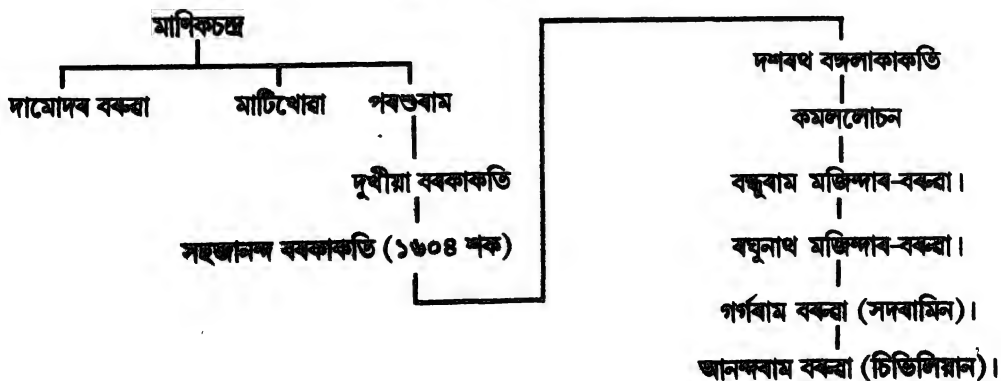 মাণিকচন্দ্ৰ
দামোদৰ বৰুৱা মাটিখোৱা পৰশুৰাম
দুখীয়া বৰকাকতি
সহজানন্দ বৰকাকতি (১৬০৪ শক)
দশৰথ বঙ্গলাকাকতি
কমললোচন
বন্ধুৰাম মজিন্দাৰ-বৰুৱা।
ৰঘুনাথ মজিন্দাৰ-বৰুৱা।
গৰ্গৰাম বৰুৱা (সদৰামিন)।
আনন্দৰাম বৰুৱা (চিভিলিয়ান)।